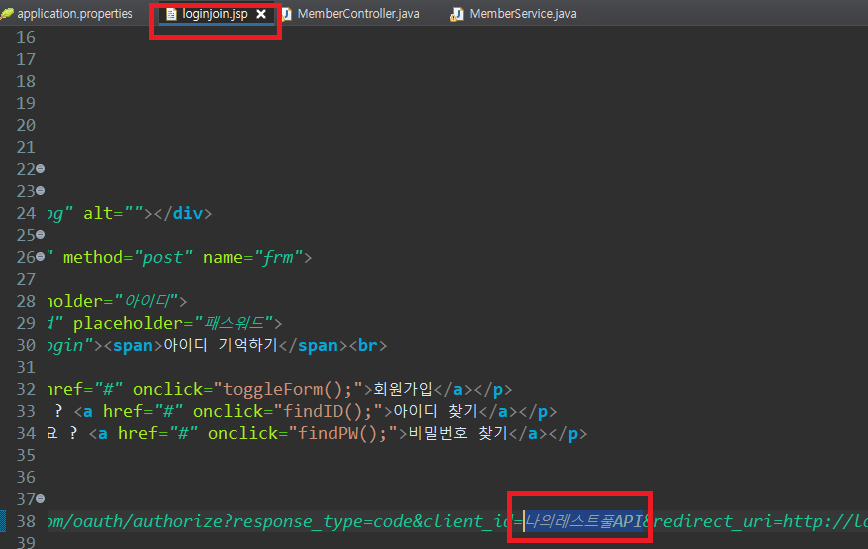 application.properties loginjoin.jsp MemberController.java MemberService.java
16
17
18
19
20
21
22
23
24 og" alt=""></div>
25
26 " method="post" name="frm">
27
28 holder="아이디">
29 d" placeholder="패스워드">
30 ogin"><span>아이디 기억하기</span><br>
31
32 href="#" onclick="toggleForm();">회원가입</a></p>
33 ? <a href="#" onclick="findID();">아이디 찾기</a></p>
34 요 ? <a href="#" onclick="findPW();">비밀번호 찾기</a></p>
35
36
37
38 om/oauth/authorize?response_type=code&client_id=나의레스트풀API&redirect_uri=http://lo
39